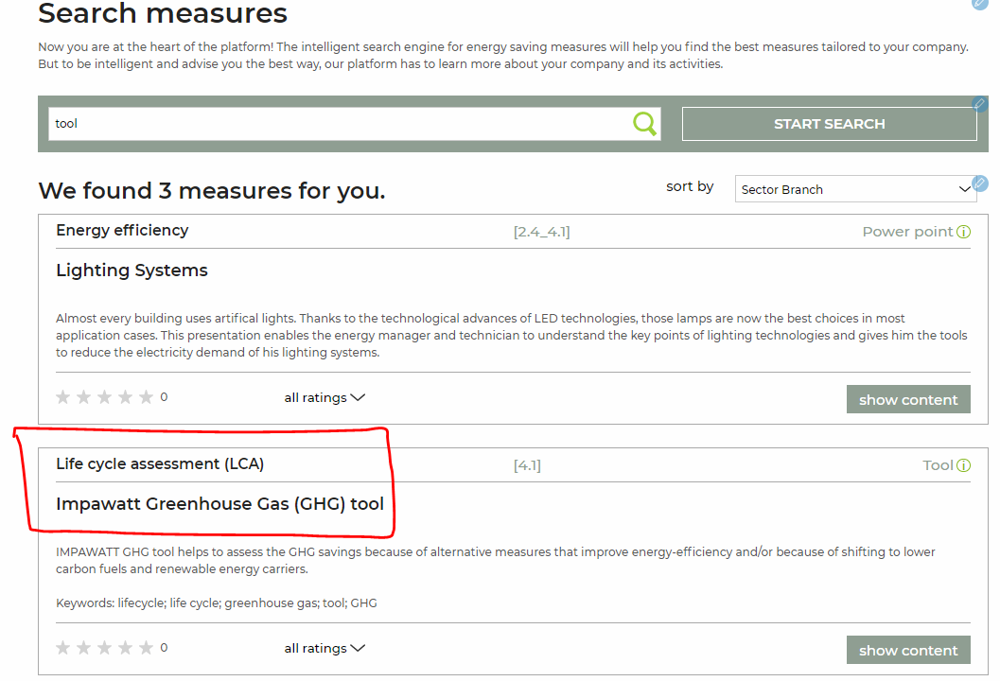 Search measures
Now you are at the heart of the platform! The intelligent search engine for energy saving measures will help you find the best measures tailored to your company.
But to be intelligent and advise you the best way, our platform has to learn more about your company and its activities.
tool
START SEARCH
We found 3 measures for you.
sort by
Sector Branch
Energy efficiency
[2.4_4.1]
Power point
Lighting Systems
Almost every building uses artifical lights. Thanks to the technological advances of LED technologies, those lamps are now the best choices in most
application cases. This presentation enables the energy manager and technician to understand the key points of lighting technologies and gives him the tools
to reduce the electricity demand of his lighting systems.
0
all ratings
show content
Life cycle assessment (LCA)
[4.1]
Tool
Impawatt Greenhouse Gas (GHG) tool
IMPAWATT GHG tool helps to assess the GHG savings because of alternative measures that improve energy-efficiency and/or because of shifting to lower
carbon fuels and renewable energy carriers.
Keywords: lifecycle; life cycle; greenhouse gas; tool; GHG
0
all ratings
show content